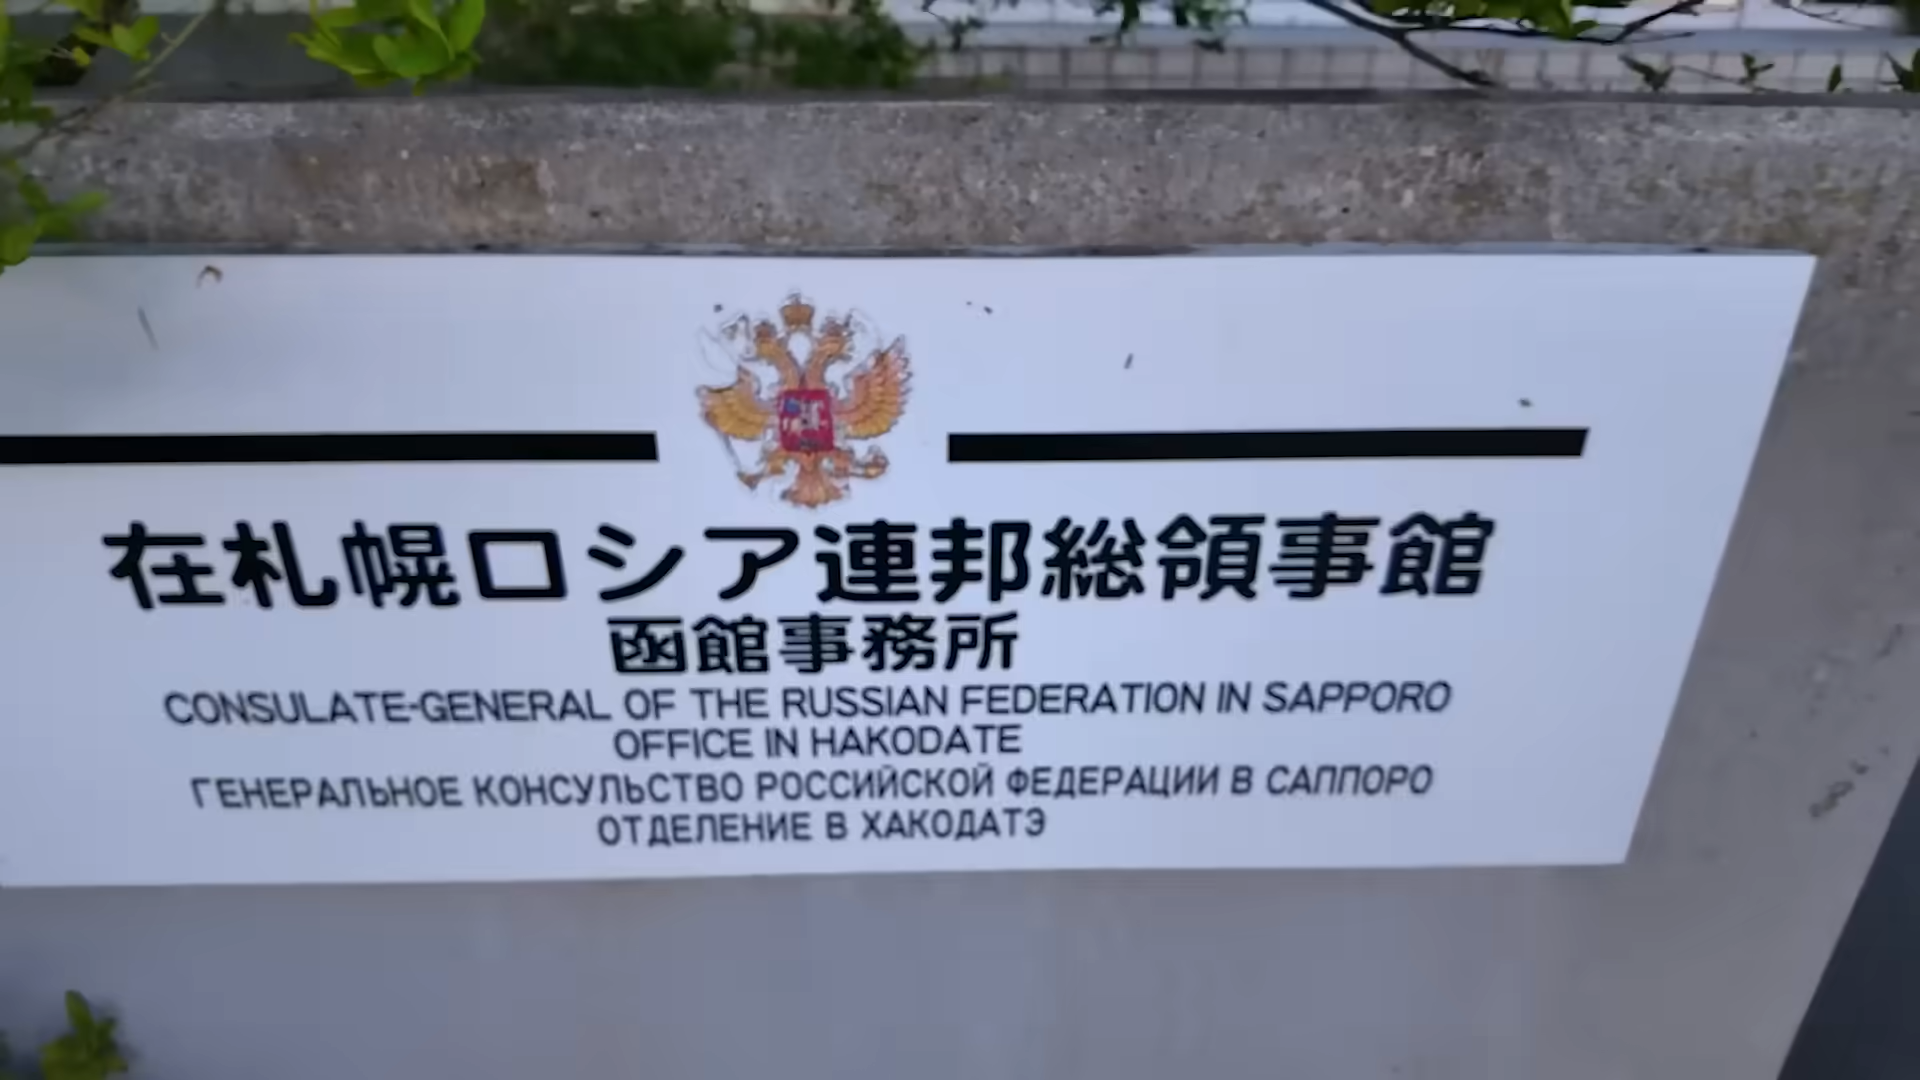 在札幌ロシア連邦総領事館
函館事務所
CONSULATE-GENERAL OF THE RUSSIAN FEDERATION IN SAPPORO
OFFICE IN HAKODATE
ГЕНЕРАЛЬНОЕ КОНСУЛЬСТВО РОССИЙСКОЙ ФЕДЕРАЦИИ В САППОРО
ОТДЕЛЕНИЕ В ХАКОДАТЭ